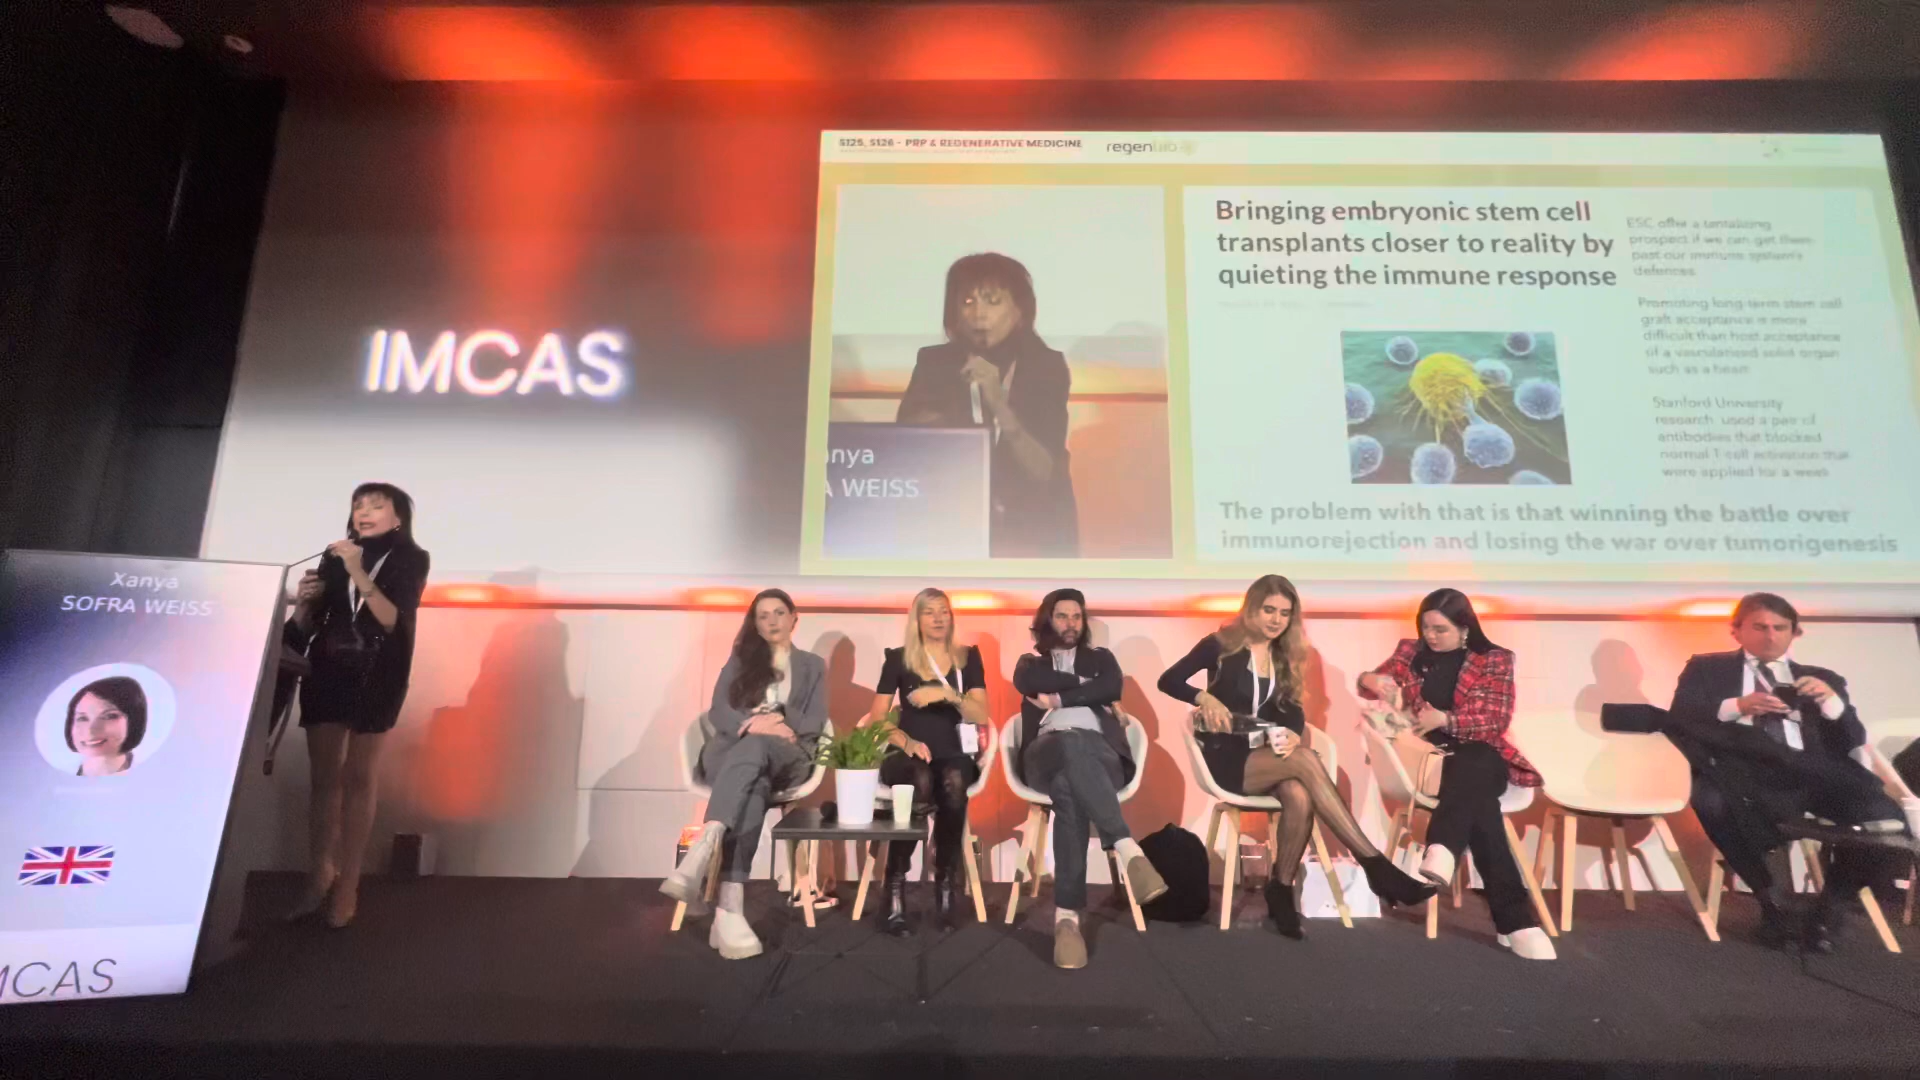 S125, S126 - PRP & REGENERATIVE MEDICINE
regenlab
Bringing embryonic stem cell
transplants closer to reality by
quieting the immune response
ESC offer a tantalizing
prospect if we can get them
past our immune system's
defences.
Promoting long-term stem cell
graft acceptance is more
difficult than host acceptance
of a vascularised solid organ
such as a heart
Stanford University
research used a pair of
antibodies that blocked
normal T-cell activation that
were applied for a week
The problem with that is that winning the battle over
immunorejection and losing the war over tumorigenesis
IMCAS
anya
A WEISS
Xanya
SOFRA WEISS
MCAS